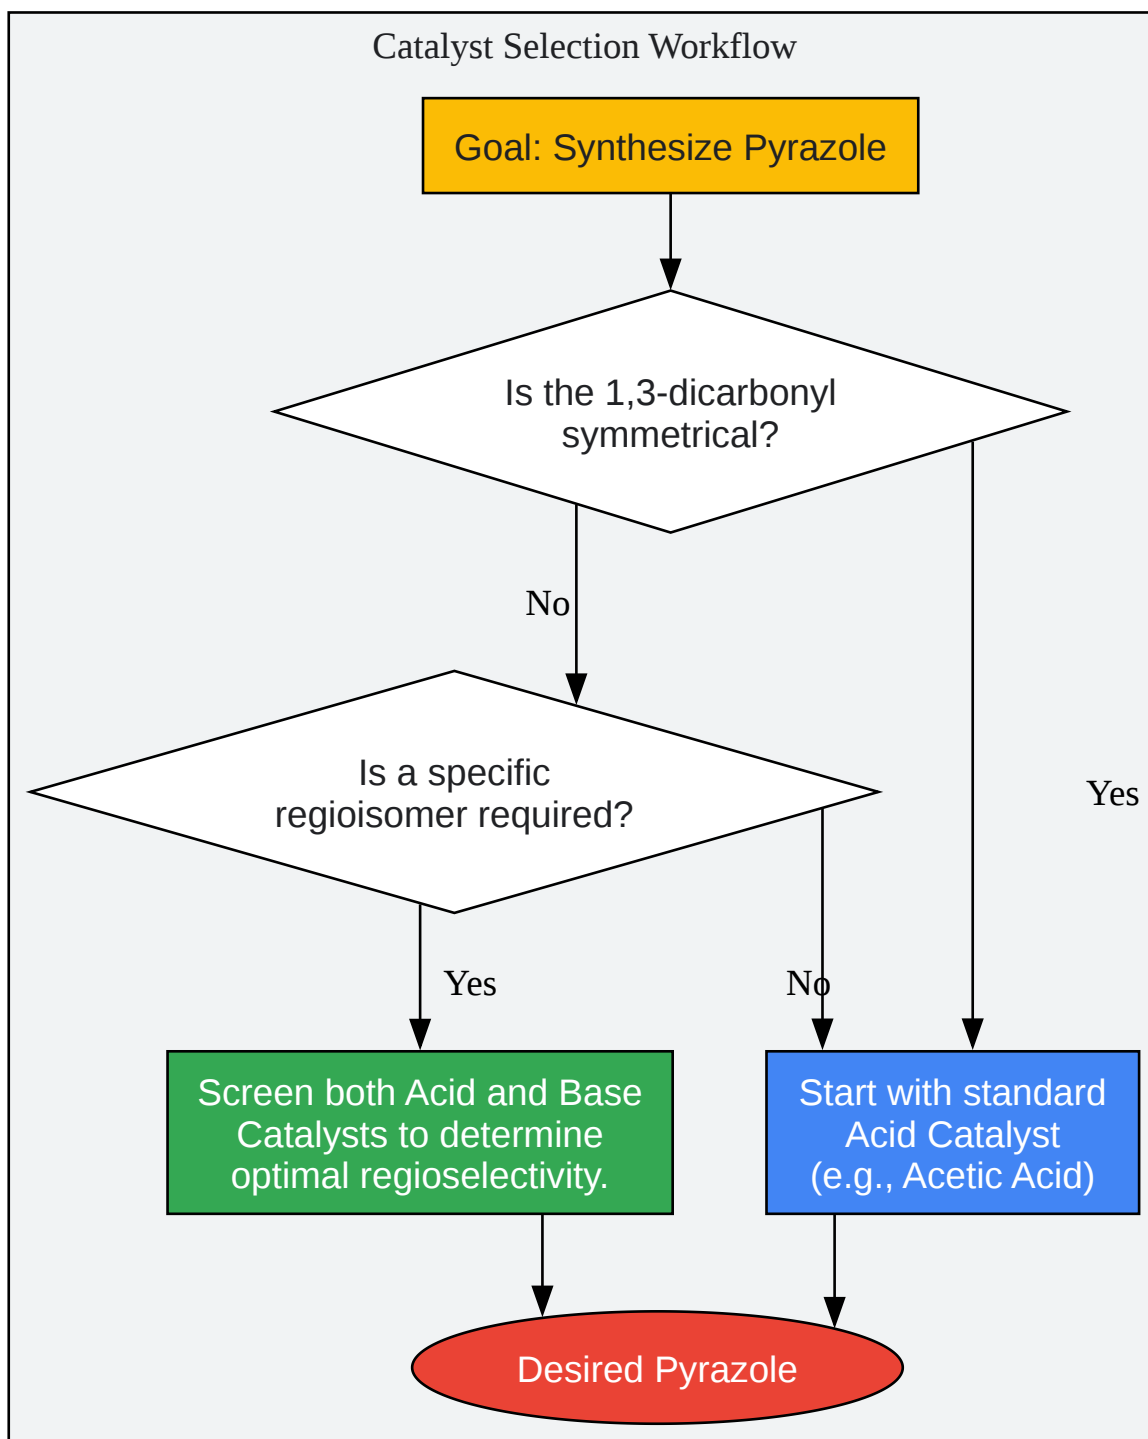 Catalyst Selection Workflow
Goal: Synthesize Pyrazole
Is the 1,3-dicarbonyl
symmetrical?
No
Is a specific
regioisomer required?
Yes
Yes
No
Screen both Acid and Base
Catalysts to determine
optimal regioselectivity.
Start with standard
Acid Catalyst
(e.g., Acetic Acid)
Desired Pyrazole